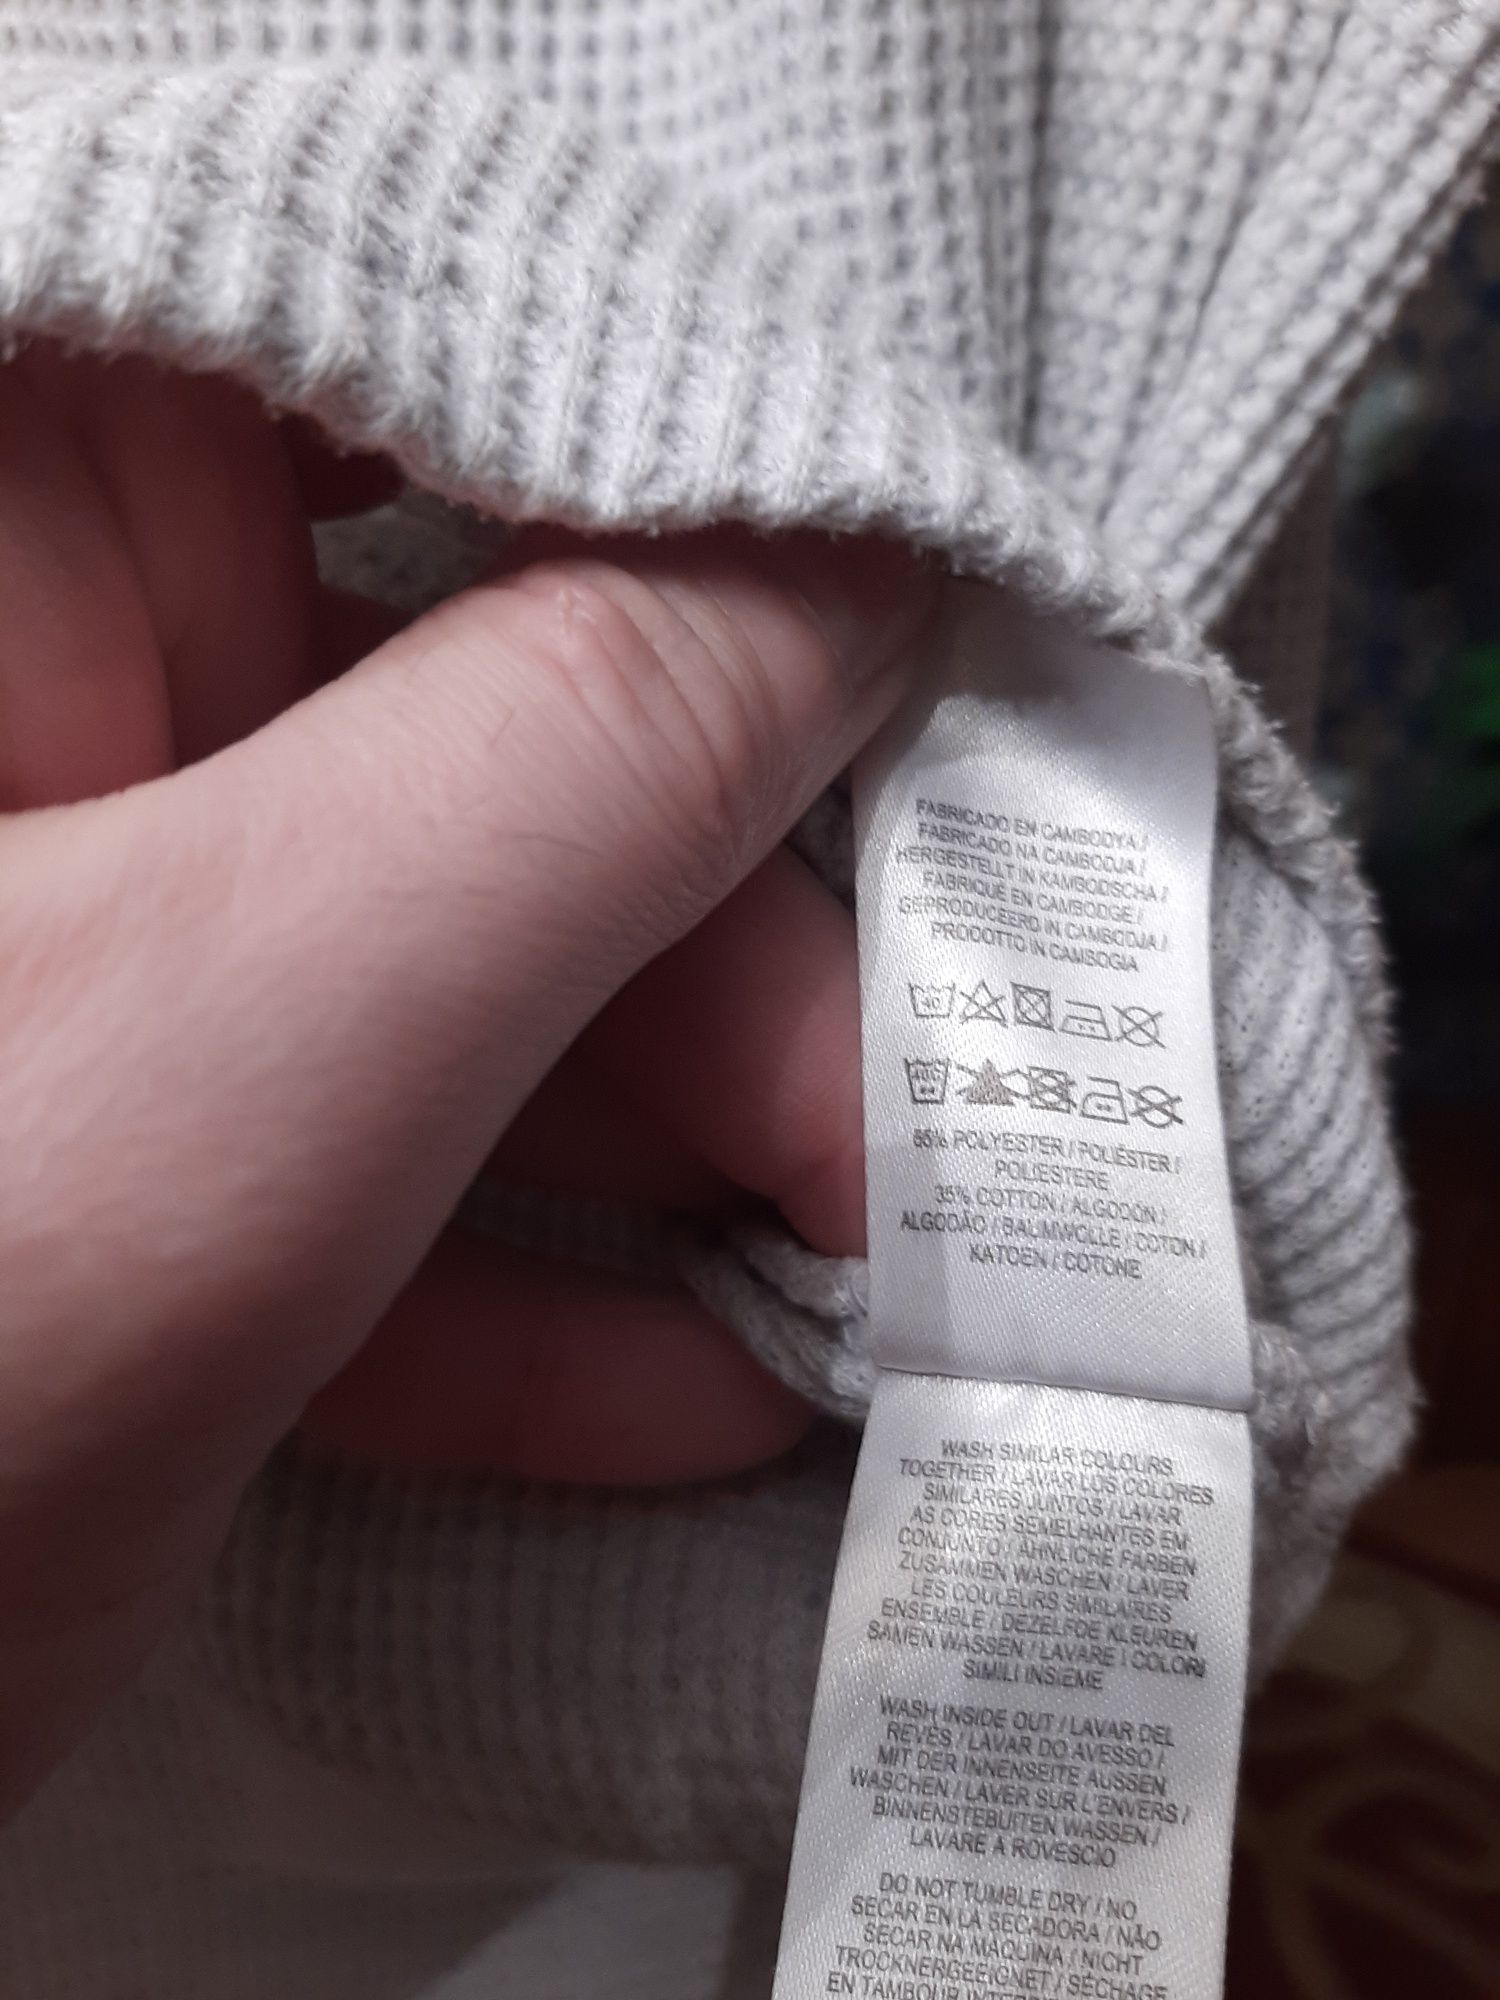 FABRICADO EN CAMBODYA /
FABRICADO NA CAMBODJA /
HERGESTELLT IN KAMBODSCHA /
FABRIQUÉ EN CAMBODGE /
GEPRODUCEERD IN CAMBODJA /
PRODOTTO IN CAMBOGIA
40
65% POLYESTER / POLIÉSTER /
POLIESTERE
35% COTTON / ALGODÓN /
ALGODÃO / BAUMWOLLE / COTON /
KATOEN / COTONE
WASH SIMILAR COLOURS
TOGETHER / LAVAR LOS COLORES
SIMILARES JUNTOS / LAVAR
AS CORES SEMELHANTES EM
CONJUNTO / ÄHNLICHE FARBEN
ZUSAMMEN WASCHEN / LAVER
LES COULEURS SIMILAIRES
ENSEMBLE / DEZELFDE KLEUREN
SAMEN WASSEN / LAVARE I COLORI
SIMILI INSIEME
WASH INSIDE OUT / LAVAR DEL
REVÉS / LAVAR DO AVESSO /
MIT DER INNENSEITE AUSSEN
WASCHEN / LAVER SUR L'ENVERS /
BINNENSTEBUITEN WASSEN /
LAVARE A ROVESCIO
DO NOT TUMBLE DRY / NO
SECAR EN LA SECADORA / NÃO
SECAR NA MÁQUINA / NICHT
TROCKNERGEEIGNET / SÉCHAGE
EN TAMBOUR